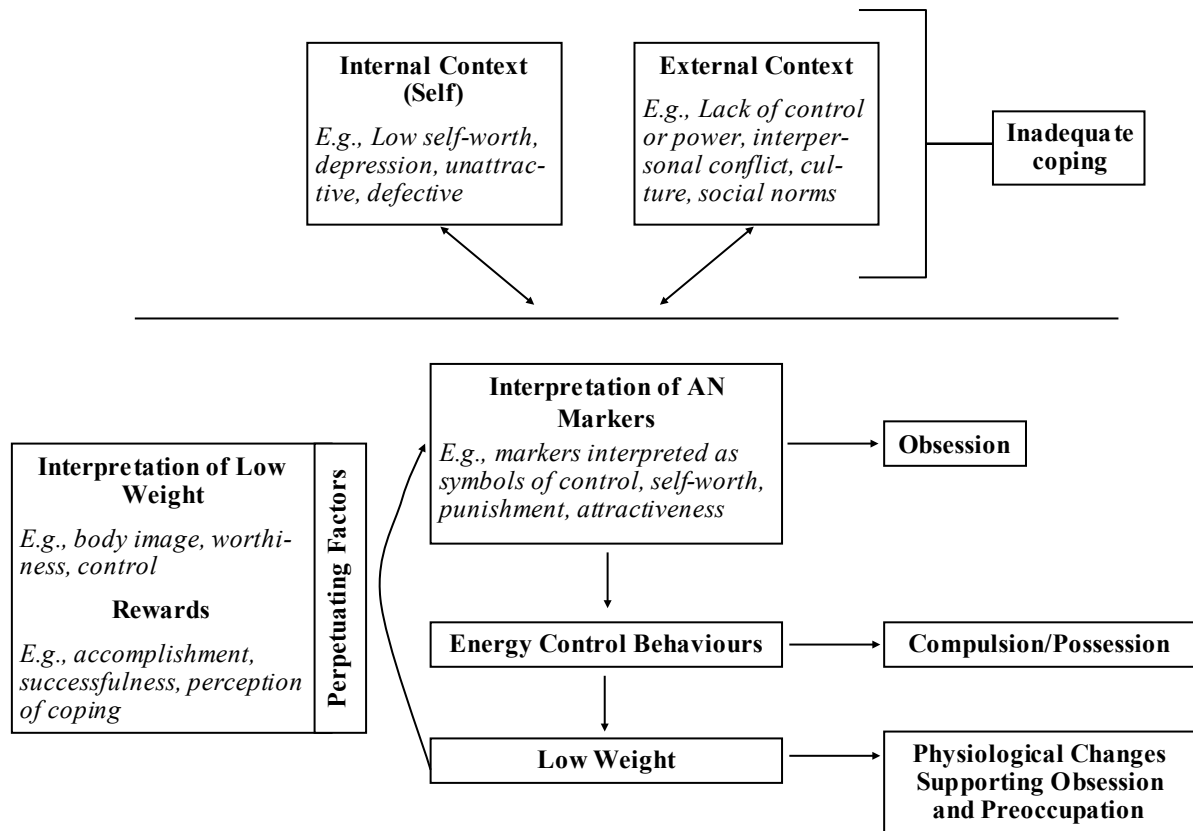 Internal Context
(Self)
E.g., Low self-worth,
depression, unattrac-
tive, defective
External Context
E.g., Lack of control
or power, interper-
sonal conflict, cul-
ture, social norms
Inadequate
coping
Interpretation of AN
Markers
E.g., markers interpreted as
symbols of control, self-worth,
punishment, attractiveness
Obsession
Interpretation of Low
Weight
E.g., body image, worthi-
ness, control
Rewards
E.g., accomplishment,
successfulness, perception
of coping
Perpetuating Factors
Energy Control Behaviours
Compulsion/Possession
Low Weight
Physiological Changes
Supporting Obsession
and Preoccupation